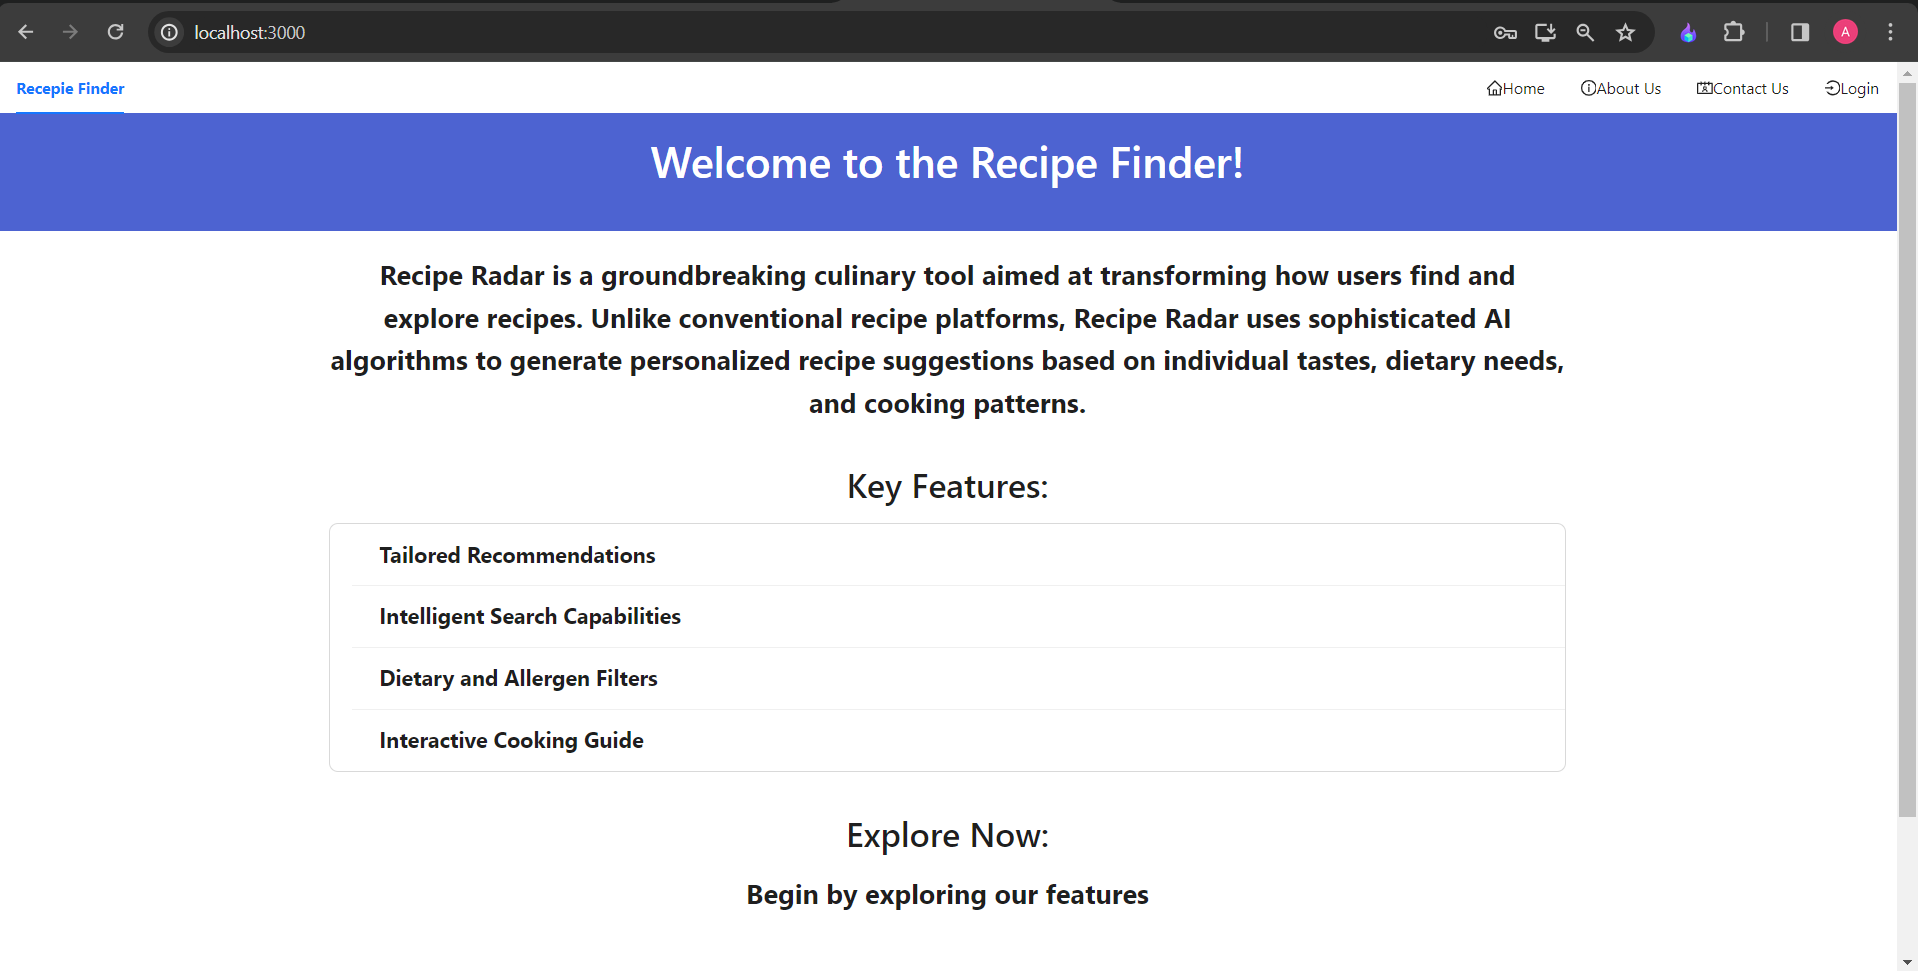 localhost:3000
A
Recepie Finder
Home
About Us
Contact Us
Login
Welcome to the Recipe Finder!
Recipe Radar is a groundbreaking culinary tool aimed at transforming how users find and
explore recipes. Unlike conventional recipe platforms, Recipe Radar uses sophisticated AI
algorithms to generate personalized recipe suggestions based on individual tastes, dietary needs,
and cooking patterns.
Key Features:
Tailored Recommendations
Intelligent Search Capabilities
Dietary and Allergen Filters
Interactive Cooking Guide
Explore Now:
Begin by exploring our features